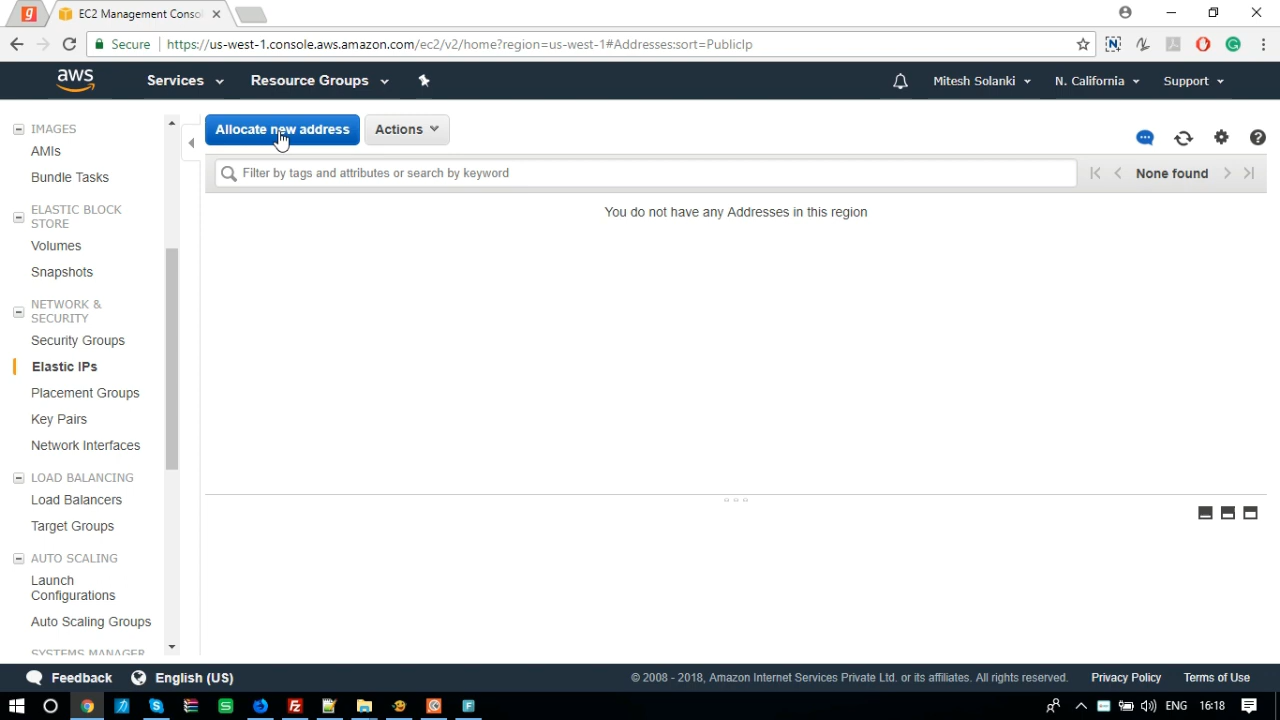 EC2 Management Conso
Secure
https://us-west-1.console.aws.amazon.com/ec2/v2/home?region=us-west-1#Addresses:sort=PublicIp
aws
Services
Resource Groups
Mitesh Solanki
N. California
Support
IMAGES
AMIs
Bundle Tasks
ELASTIC BLOCK
STORE
Volumes
Snapshots
NETWORK &
SECURITY
Security Groups
Elastic IPs
Placement Groups
Key Pairs
Network Interfaces
LOAD BALANCING
Load Balancers
Target Groups
AUTO SCALING
Launch
Configurations
Auto Scaling Groups
SYSTEMS MANAGER
Allocate new address
Actions
Filter by tags and attributes or search by keyword
None found
You do not have any Addresses in this region
Feedback
English (US)
© 2008 - 2018, Amazon Internet Services Private Ltd. or its affiliates. All rights reserved.
Privacy Policy
Terms of Use
ENG
16:18